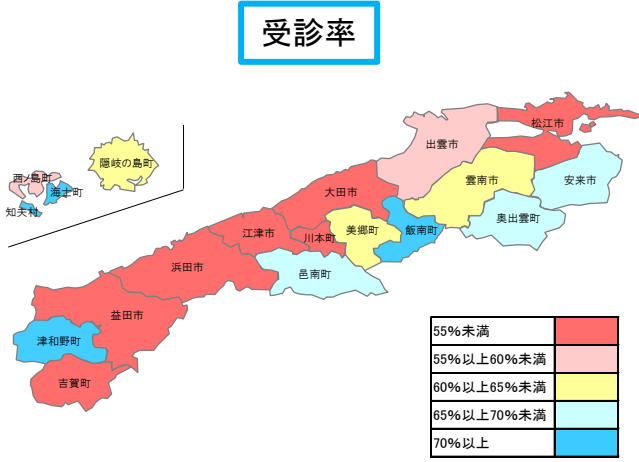 受診率
松江市
出雲市
隠岐の島町
西ノ島町
海士町
知夫村
雲南市
安来市
大田市
奥出雲町
美郷町
飯南町
江津市
川本町
浜田市
邑南町
益田市
津和野町
吉賀町
55%未満
55%以上60%未満
60%以上65%未満
65%以上70%未満
70%以上